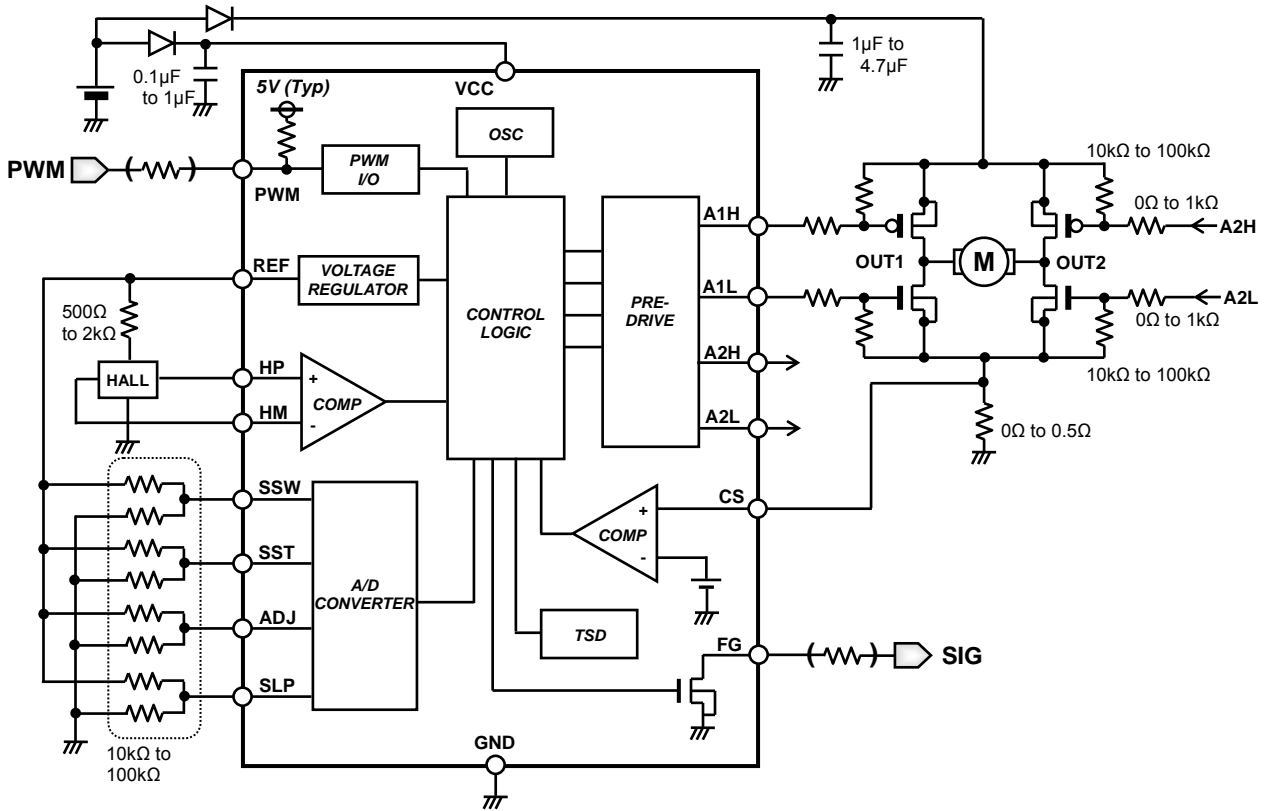 1µF to
4.7µF
0.1µF
to 1µF
5V (Typ)
VCC
OSC
PWM
PWM
I/O
PWM
10kΩ to 100kΩ
0Ω to 1kΩ
A1H
A2H
REF
VOLTAGE
REGULATOR
OUT1
M
OUT2
500Ω
to 2kΩ
CONTROL
LOGIC
PRE-
DRIVE
A1L
A2L
0Ω to 1kΩ
HALL
HP
+
COMP
HM
-
A2H
10kΩ to 100kΩ
A2L
0Ω to 0.5Ω
SSW
CS
+
COMP
-
SST
A/D
CONVERTER
ADJ
TSD
FG
SIG
SLP
10kΩ to
100kΩ
GND